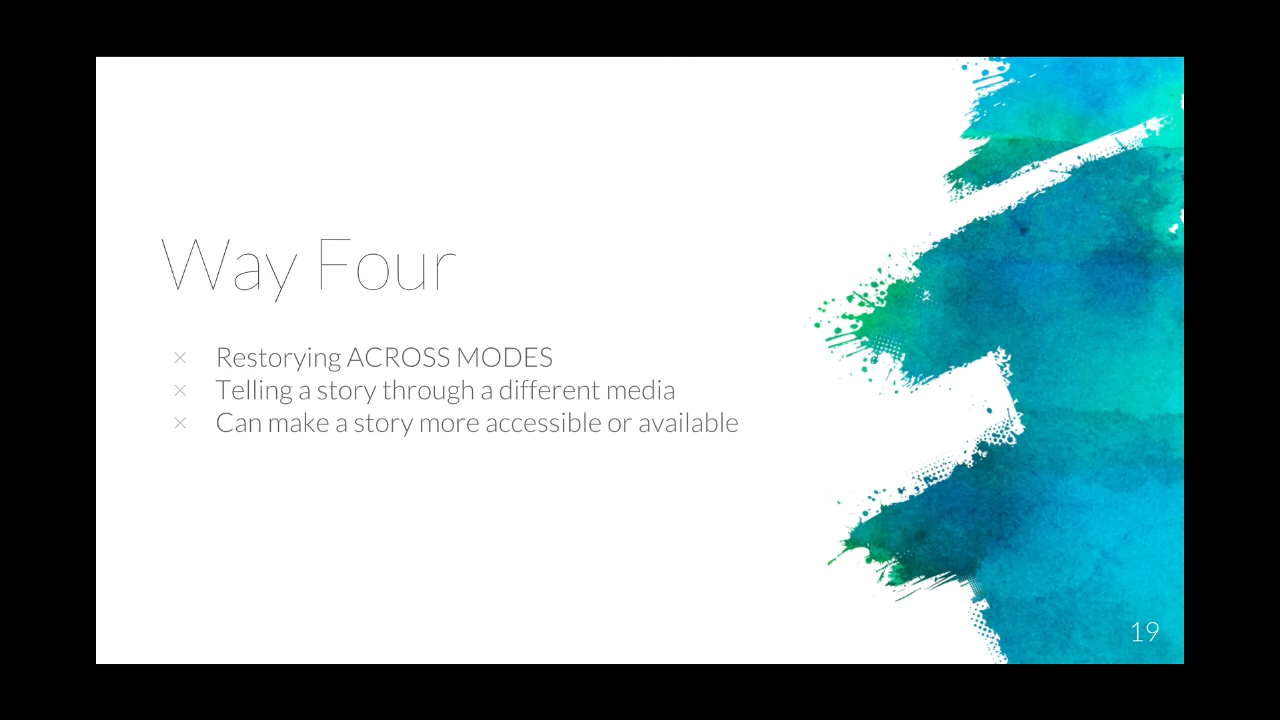 Way Four
× Restorying ACROSS MODES
× Telling a story through a different media
× Can make a story more accessible or available
19